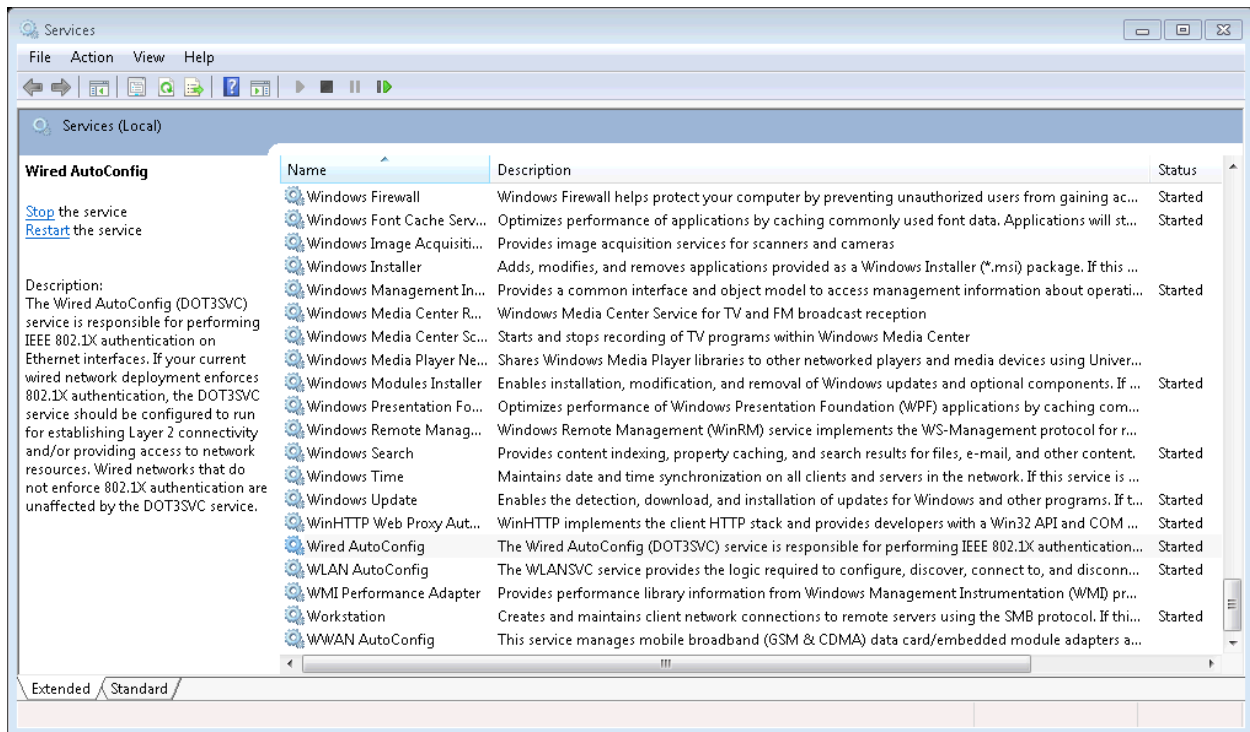 Services
File Action View Help
Services (Local)
Wired AutoConfig
Stop the service
Restart the service
Description:
The Wired AutoConfig (DOT3SVC)
service is responsible for performing
IEEE 802.1X authentication on
Ethernet interfaces. If your current
wired network deployment enforces
802.1X authentication, the DOT3SVC
service should be configured to run
for establishing Layer 2 connectivity
and/or providing access to network
resources. Wired networks that do
not enforce 802.1X authentication are
unaffected by the DOT3SVC service.
Name Description Status
Windows Firewall Windows Firewall helps protect your computer by preventing unauthorized users from gaining ac... Started
Windows Font Cache Serv... Optimizes performance of applications by caching commonly used font data. Applications will st... Started
Windows Image Acquisiti... Provides image acquisition services for scanners and cameras
Windows Installer Adds, modifies, and removes applications provided as a Windows Installer (*.msi) package. If this ...
Windows Management In... Provides a common interface and object model to access management information about operati... Started
Windows Media Center R... Windows Media Center Service for TV and FM broadcast reception
Windows Media Center Sc... Starts and stops recording of TV programs within Windows Media Center
Windows Media Player Ne... Shares Windows Media Player libraries to other networked players and media devices using Univer...
Windows Modules Installer Enables installation, modification, and removal of Windows updates and optional components. If ... Started
Windows Presentation Fo... Optimizes performance of Windows Presentation Foundation (WPF) applications by caching com...
Windows Remote Manag... Windows Remote Management (WinRM) service implements the WS-Management protocol for r...
Windows Search Provides content indexing, property caching, and search results for files, e-mail, and other content. Started
Windows Time Maintains date and time synchronization on all clients and servers in the network. If this service is ...
Windows Update Enables the detection, download, and installation of updates for Windows and other programs. If t... Started
WinHTTP Web Proxy Aut... WinHTTP implements the client HTTP stack and provides developers with a Win32 API and COM ... Started
Wired AutoConfig The Wired AutoConfig (DOT3SVC) service is responsible for performing IEEE 802.1X authentication... Started
WLAN AutoConfig The WLANSVC service provides the logic required to configure, discover, connect to, and disconn... Started
WMI Performance Adapter Provides performance library information from Windows Management Instrumentation (WMI) pr...
Workstation Creates and maintains client network connections to remote servers using the SMB protocol. If thi... Started
WWAN AutoConfig This service manages mobile broadband (GSM & CDMA) data card/embedded module adapters a...
Extended Standard